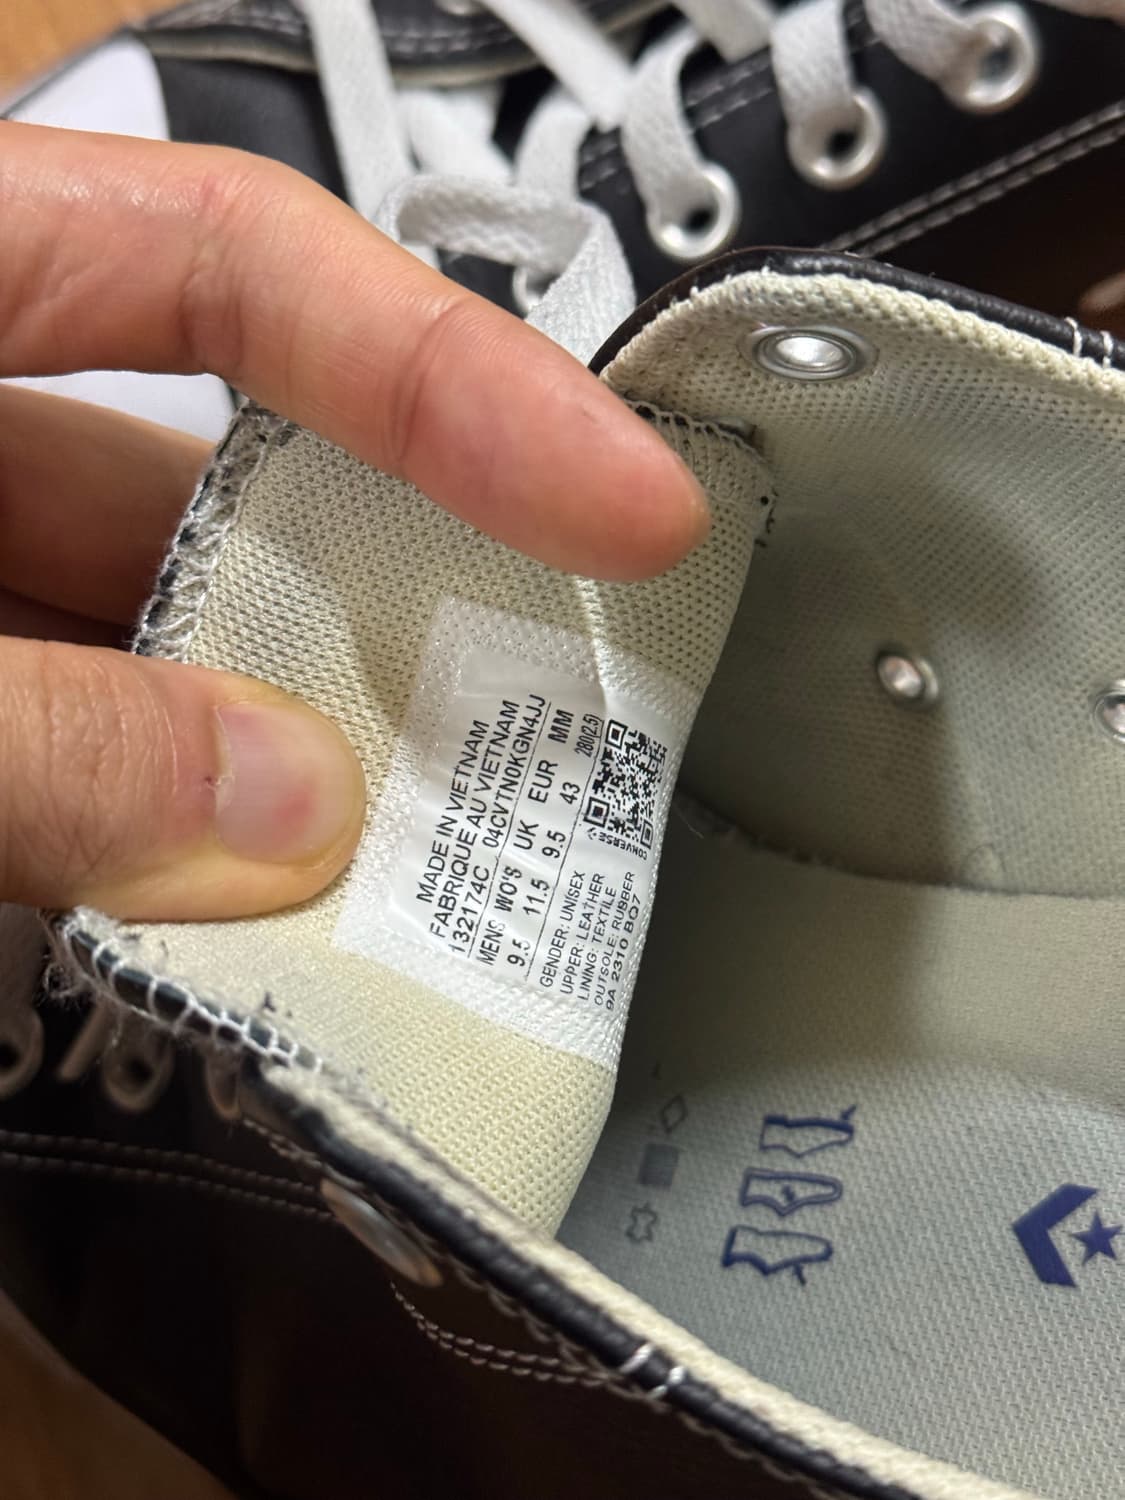 MADE IN VIETNAM
FABRIQUE AU VIETNAM
132174C 04CVTN0KGN4JJ
MENS WO'S UK EUR MM
9.5 11.5 9.5 43 280(2.5)
GENDER: UNISEX
UPPER: LEATHER
LINING: TEXTILE
OUTSOLE: RUBBER
9A 2310 BQ7
CONVERSE